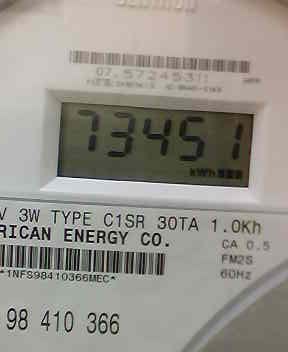 07.5724531!
73451
kWh
V 3W TYPE C1SR 30TA 1.0Kh
RICAN ENERGY CO.
CA 0.5
FM2S
60Hz
*1NFS98410366MEC*
98 410 366